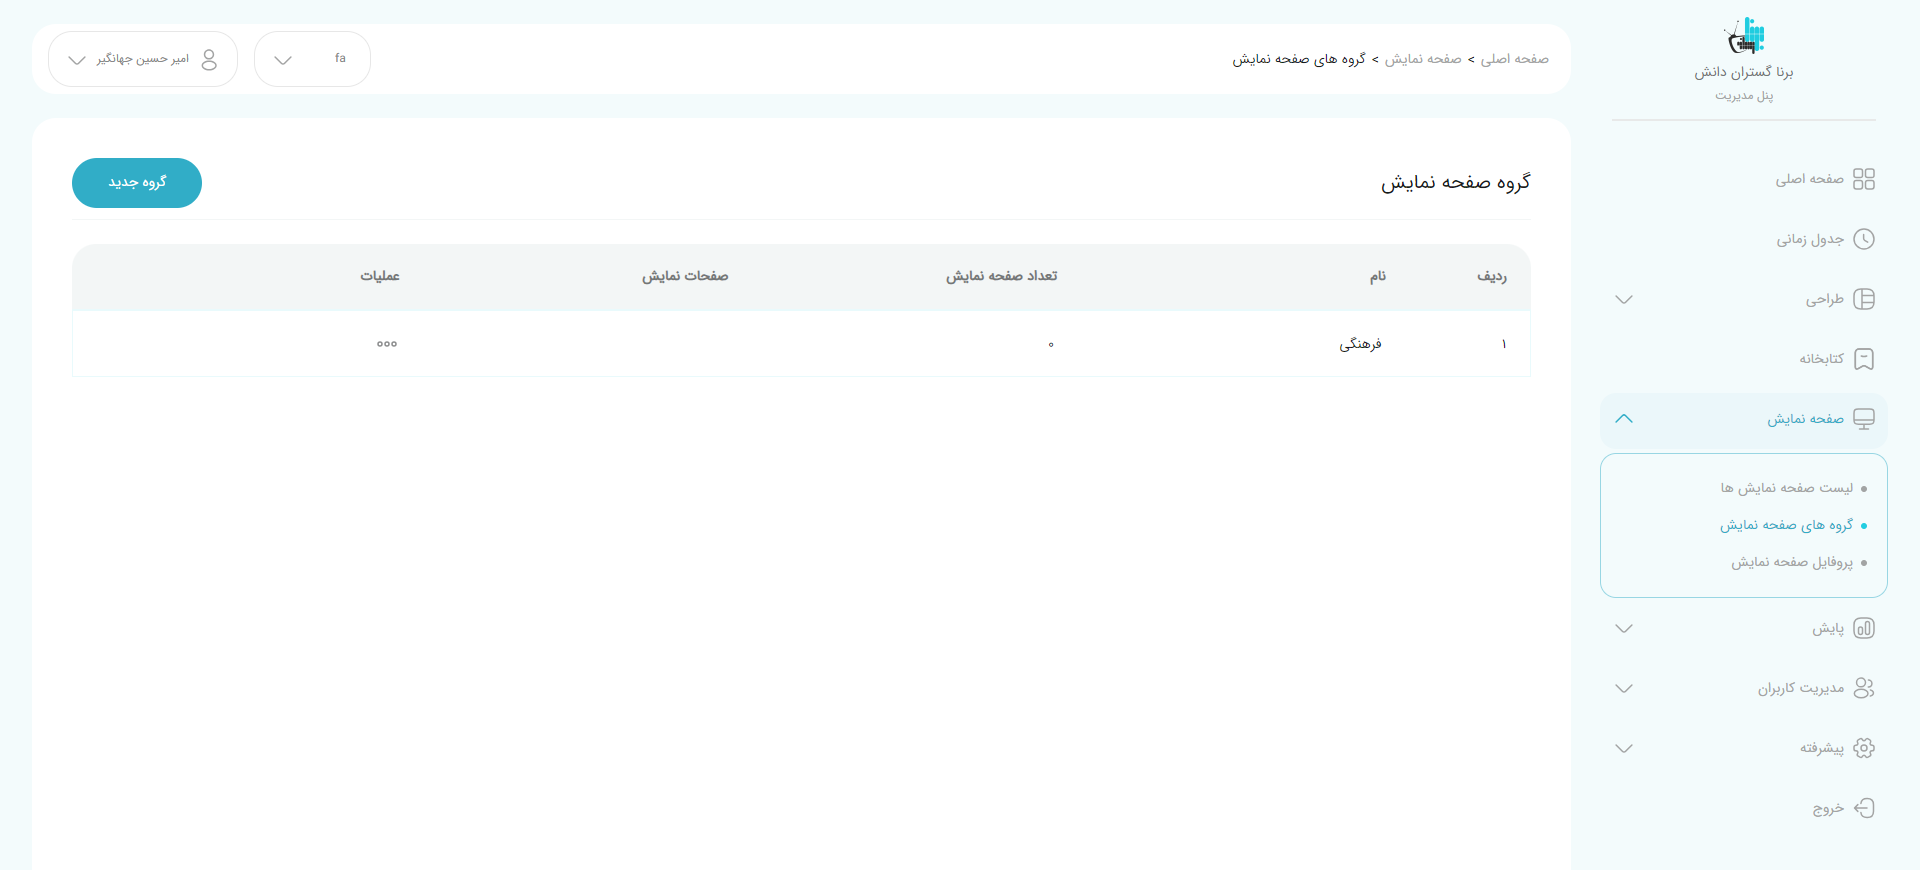 برنا گستران دانش
پنل مدیریت
صفحه اصلی
جدول زمانی
طراحی
کتابخانه
صفحه نمایش
لیست صفحه نمایش ها
گروه های صفحه نمایش
پروفایل صفحه نمایش
پایش
مدیریت کاربران
پیشرفته
خروج
صفحه اصلی > صفحه نمایش > گروه های صفحه نمایش
fa
امیر حسین جهانگیر
گروه صفحه نمایش
گروه جدید
ردیف نام تعداد صفحه نمایش صفحات نمایش عملیات
۱ فرهنگی ۰